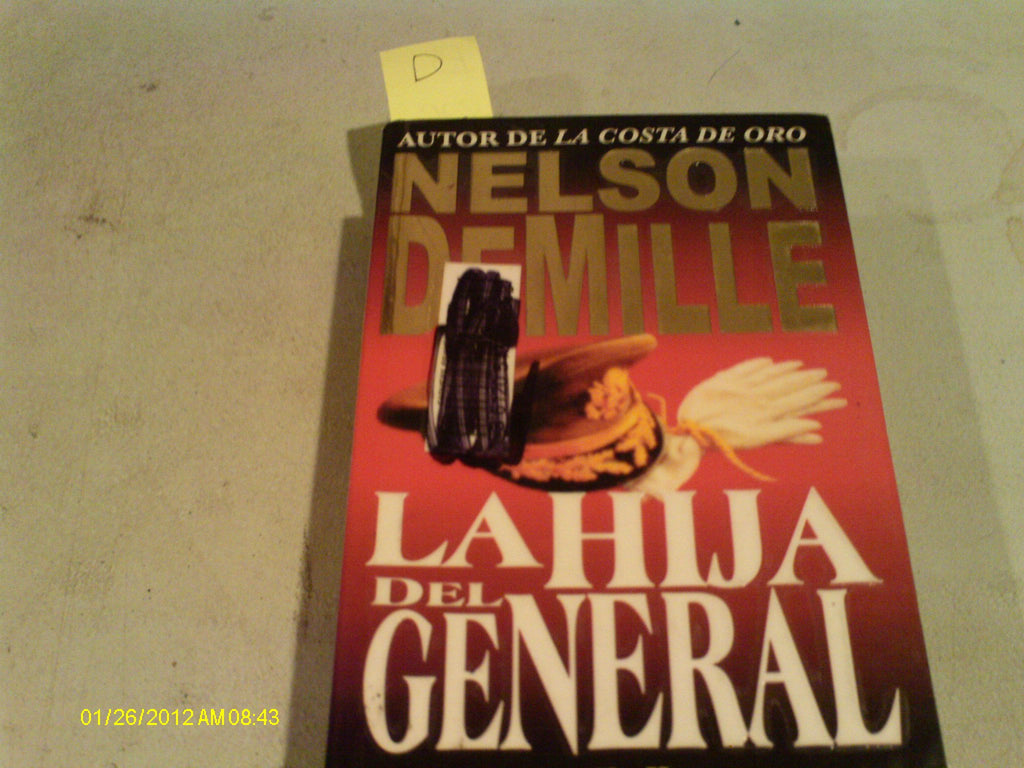 D
AUTOR DE LA COSTA DE ORO
NELSON
DEMILLE
LA HIJA
DEL
GENERAL
01/26/2012 AM 08:43